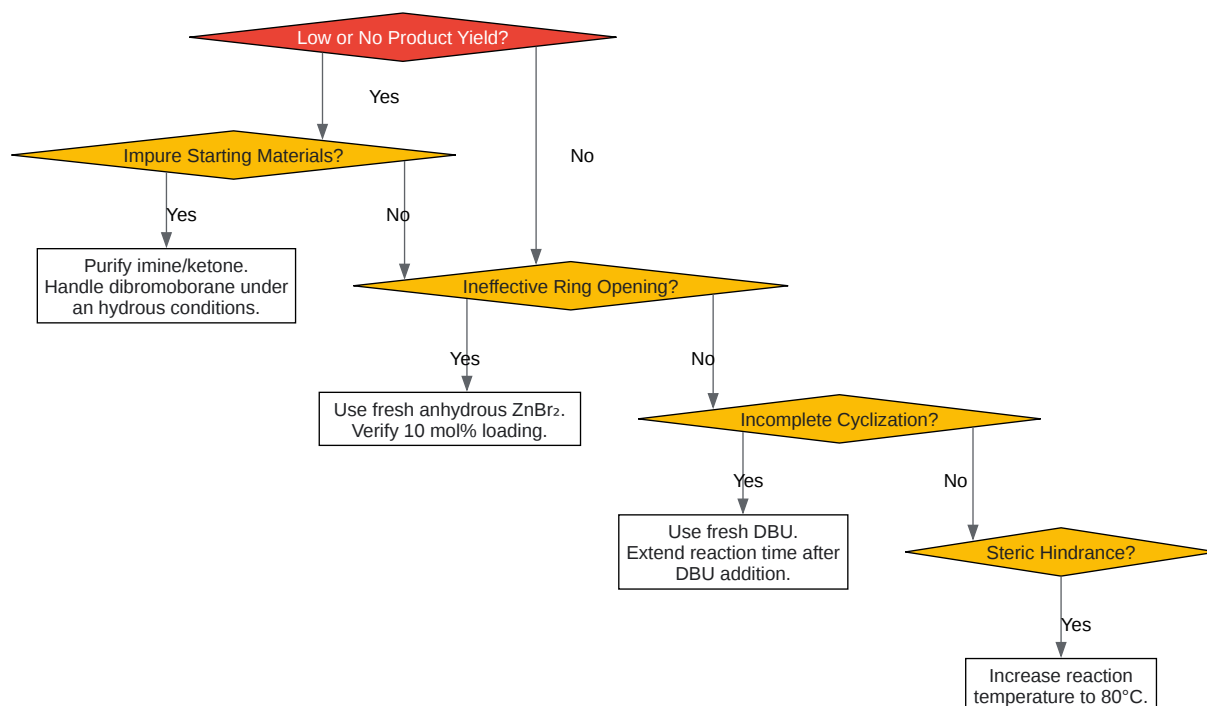 Low or No Product Yield?
Yes
No
Impure Starting Materials?
Yes
No
Purify imine/ketone.
Handle dibromoborane under
an hydrous conditions.
Ineffective Ring Opening?
Yes
No
Use fresh anhydrous ZnBr₂.
Verify 10 mol% loading.
Incomplete Cyclization?
Yes
No
Use fresh DBU.
Extend reaction time after
DBU addition.
Steric Hindrance?
Yes
Increase reaction
temperature to 80°C.